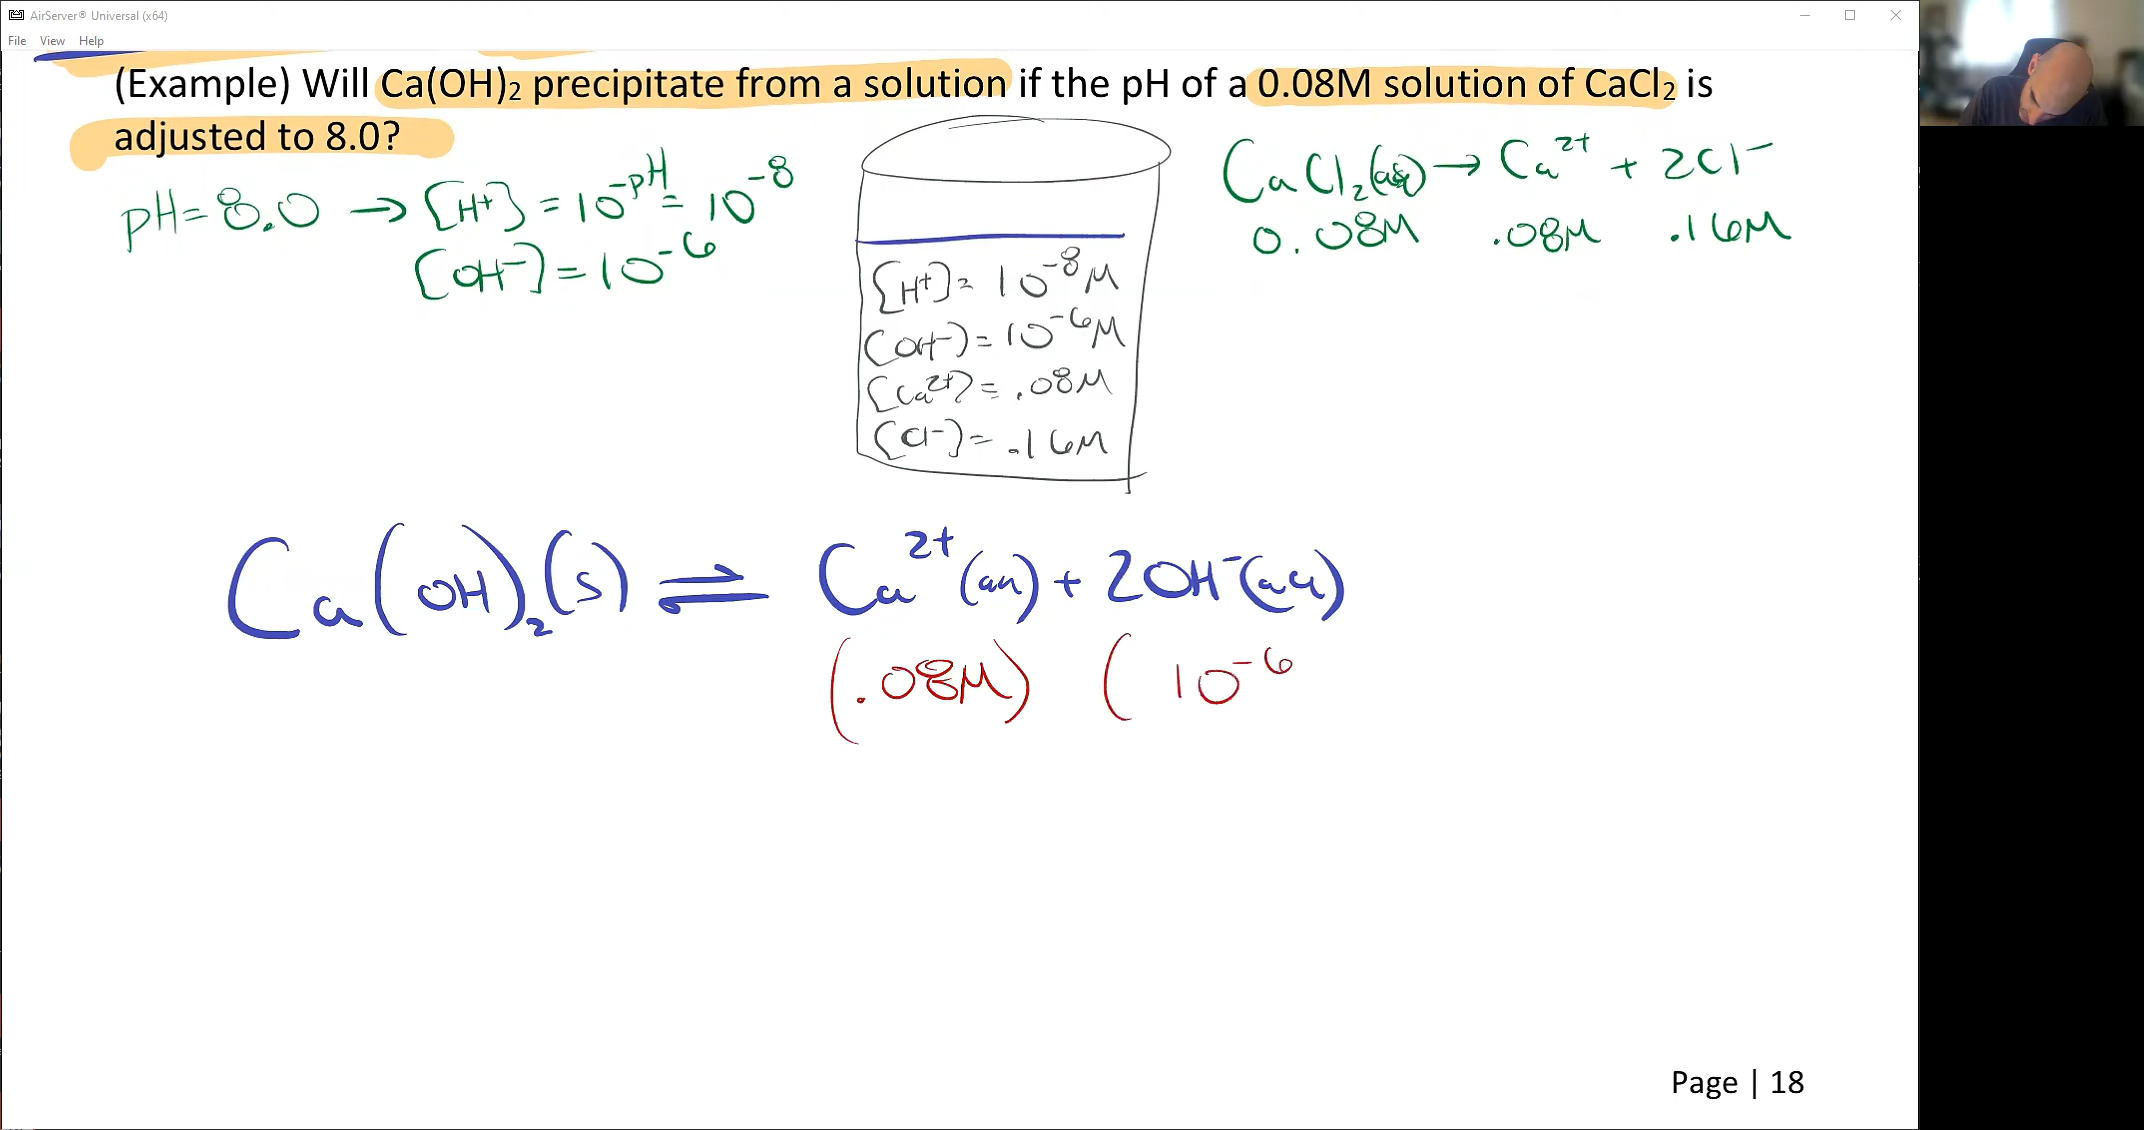 AirServer® Universal (x64)
File View Help
(Example) Will Ca(OH)₂ precipitate from a solution if the pH of a 0.08M solution of CaCl₂ is
adjusted to 8.0?
pH = 8.0 → [H⁺] = 10⁻ᵖᴴ = 10⁻⁸
[OH⁻] = 10⁻⁶
CaCl₂(aq) → Ca²⁺ + 2Cl⁻
0.08M .08M .16M
[H⁺] = 10⁻⁸ M
[OH⁻] = 10⁻⁶ M
[Ca²⁺] = .08M
[Cl⁻] = .16M
Ca(OH)₂(s) ⇌ Ca²⁺(aq) + 2OH⁻(aq)
(.08M) (10⁻⁶
Page | 18